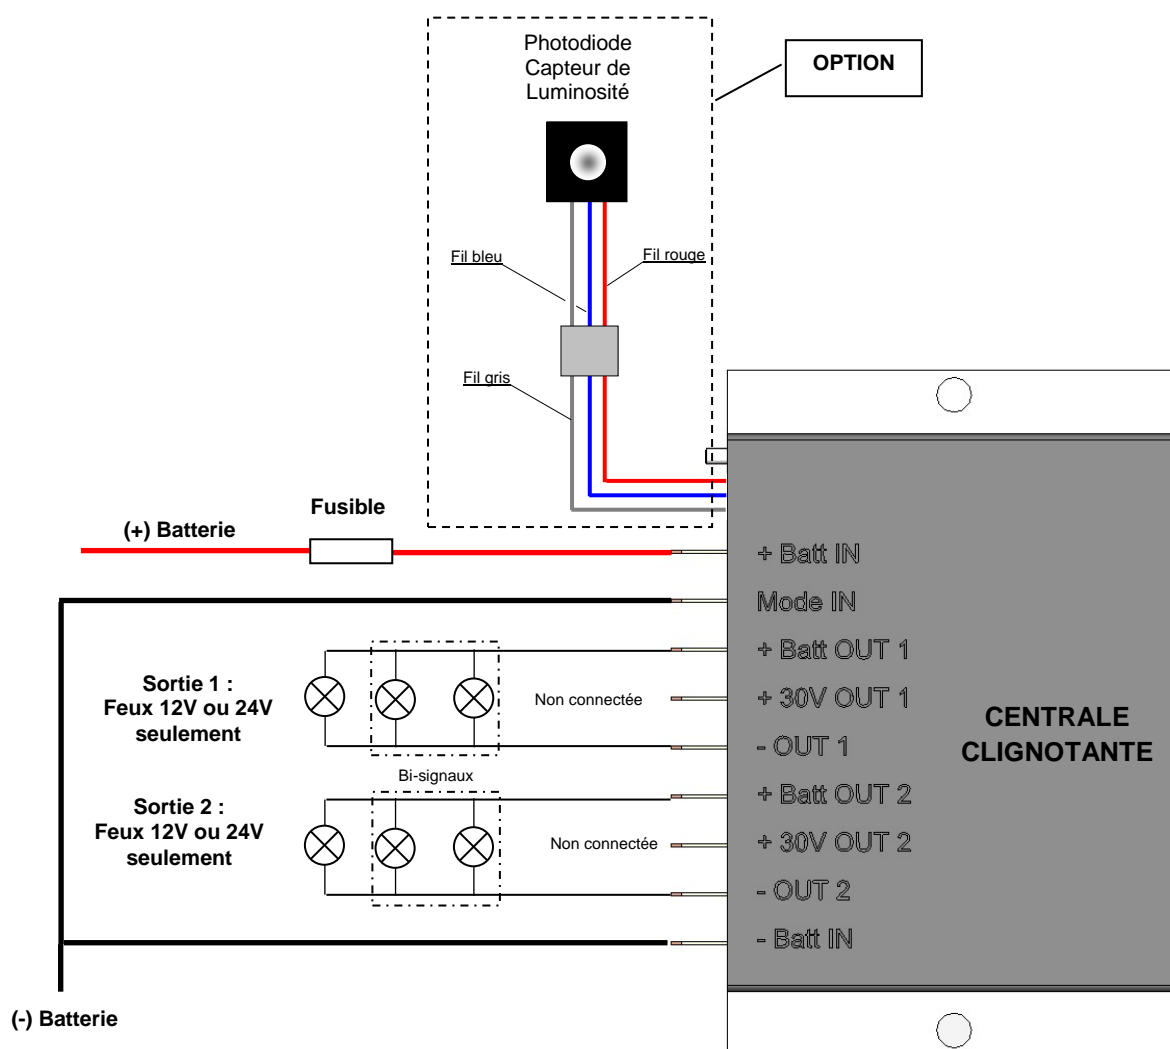 Photodiode
Capteur de
Luminosité
OPTION
Fil bleu
Fil rouge
Fil gris
Fusible
(+) Batterie
+ Batt IN
Mode IN
+ Batt OUT 1
Sortie 1 :
Feux 12V ou 24V
seulement
Non connectée
+ 30V OUT 1
- OUT 1
CENTRALE
CLIGNOTANTE
Bi-signaux
+ Batt OUT 2
Sortie 2 :
Feux 12V ou 24V
seulement
Non connectée
+ 30V OUT 2
- OUT 2
- Batt IN
(-) Batterie